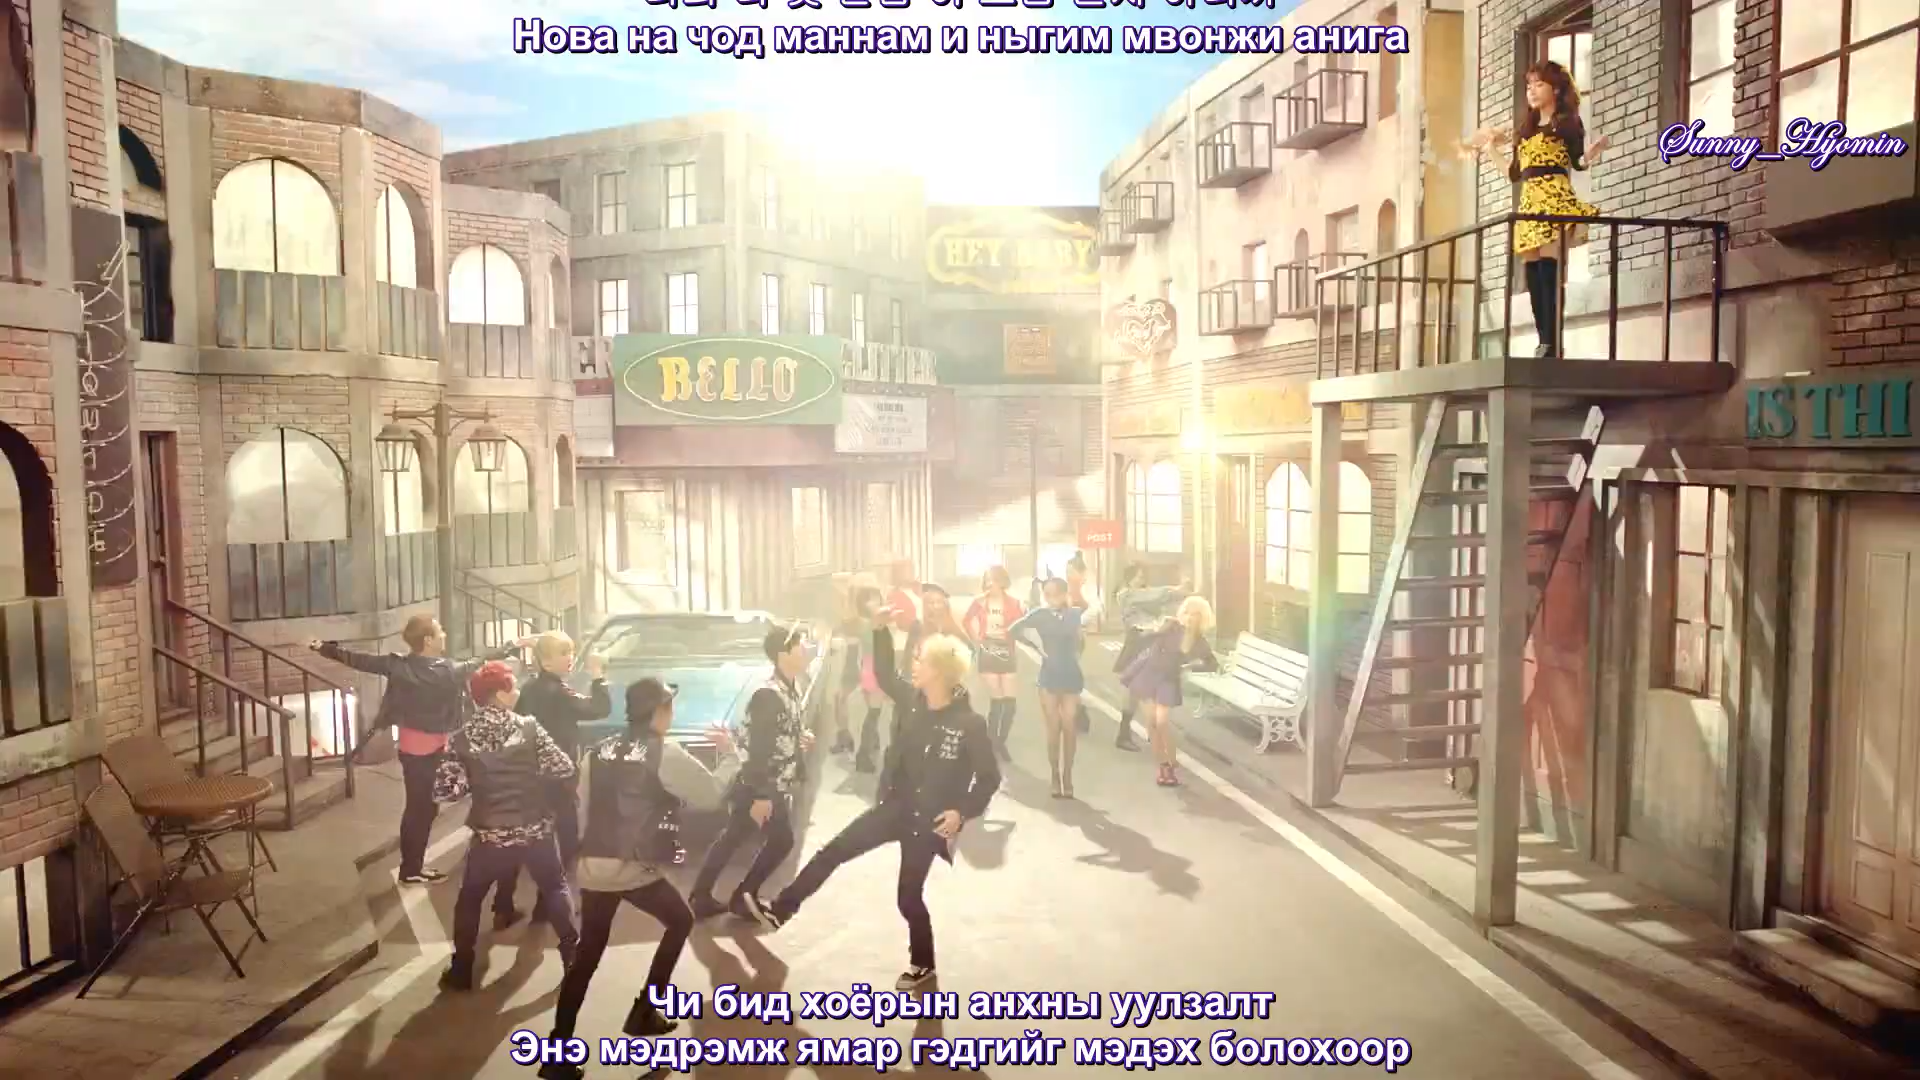 Нова на чод маннам и ныгим мвонжи анига
Sunny_Hyomin
HEY BABY
BELLO
POST
IS THI
Чи бид хоёрын анхны уулзалт
Энэ мэдрэмж ямар гэдгийг мэдэх болохоор